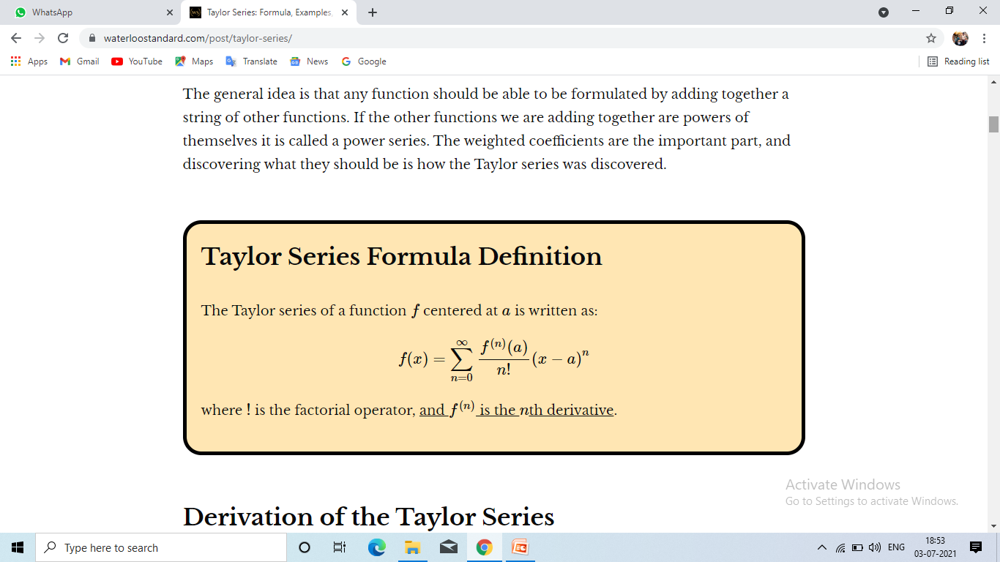 WhatsApp
Taylor Series: Formula, Examples,
waterloostandard.com/post/taylor-series/
Apps Gmail YouTube Maps Translate News Google Reading list
The general idea is that any function should be able to be formulated by adding together a
string of other functions. If the other functions we are adding together are powers of
themselves it is called a power series. The weighted coefficients are the important part, and
discovering what they should be is how the Taylor series was discovered.
Taylor Series Formula Definition
The Taylor series of a function f centered at a is written as:
f(x) = ∑_{n=0}^{∞} \frac{f^{(n)}(a)}{n!} (x − a)^n
where ! is the factorial operator, and f^{(n)} is the nth derivative.
Derivation of the Taylor Series
Activate Windows
Go to Settings to activate Windows.
Type here to search
ENG
18:53
03-07-2021